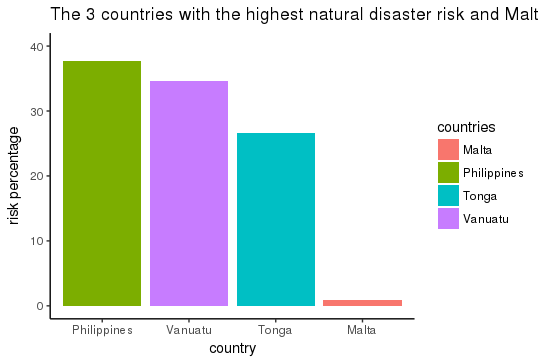 The 3 countries with the highest natural disaster risk and Malt
40
30
20
10
0
risk percentage
Philippines
Vanuatu
Tonga
Malta
country
countries
Malta
Philippines
Tonga
Vanuatu